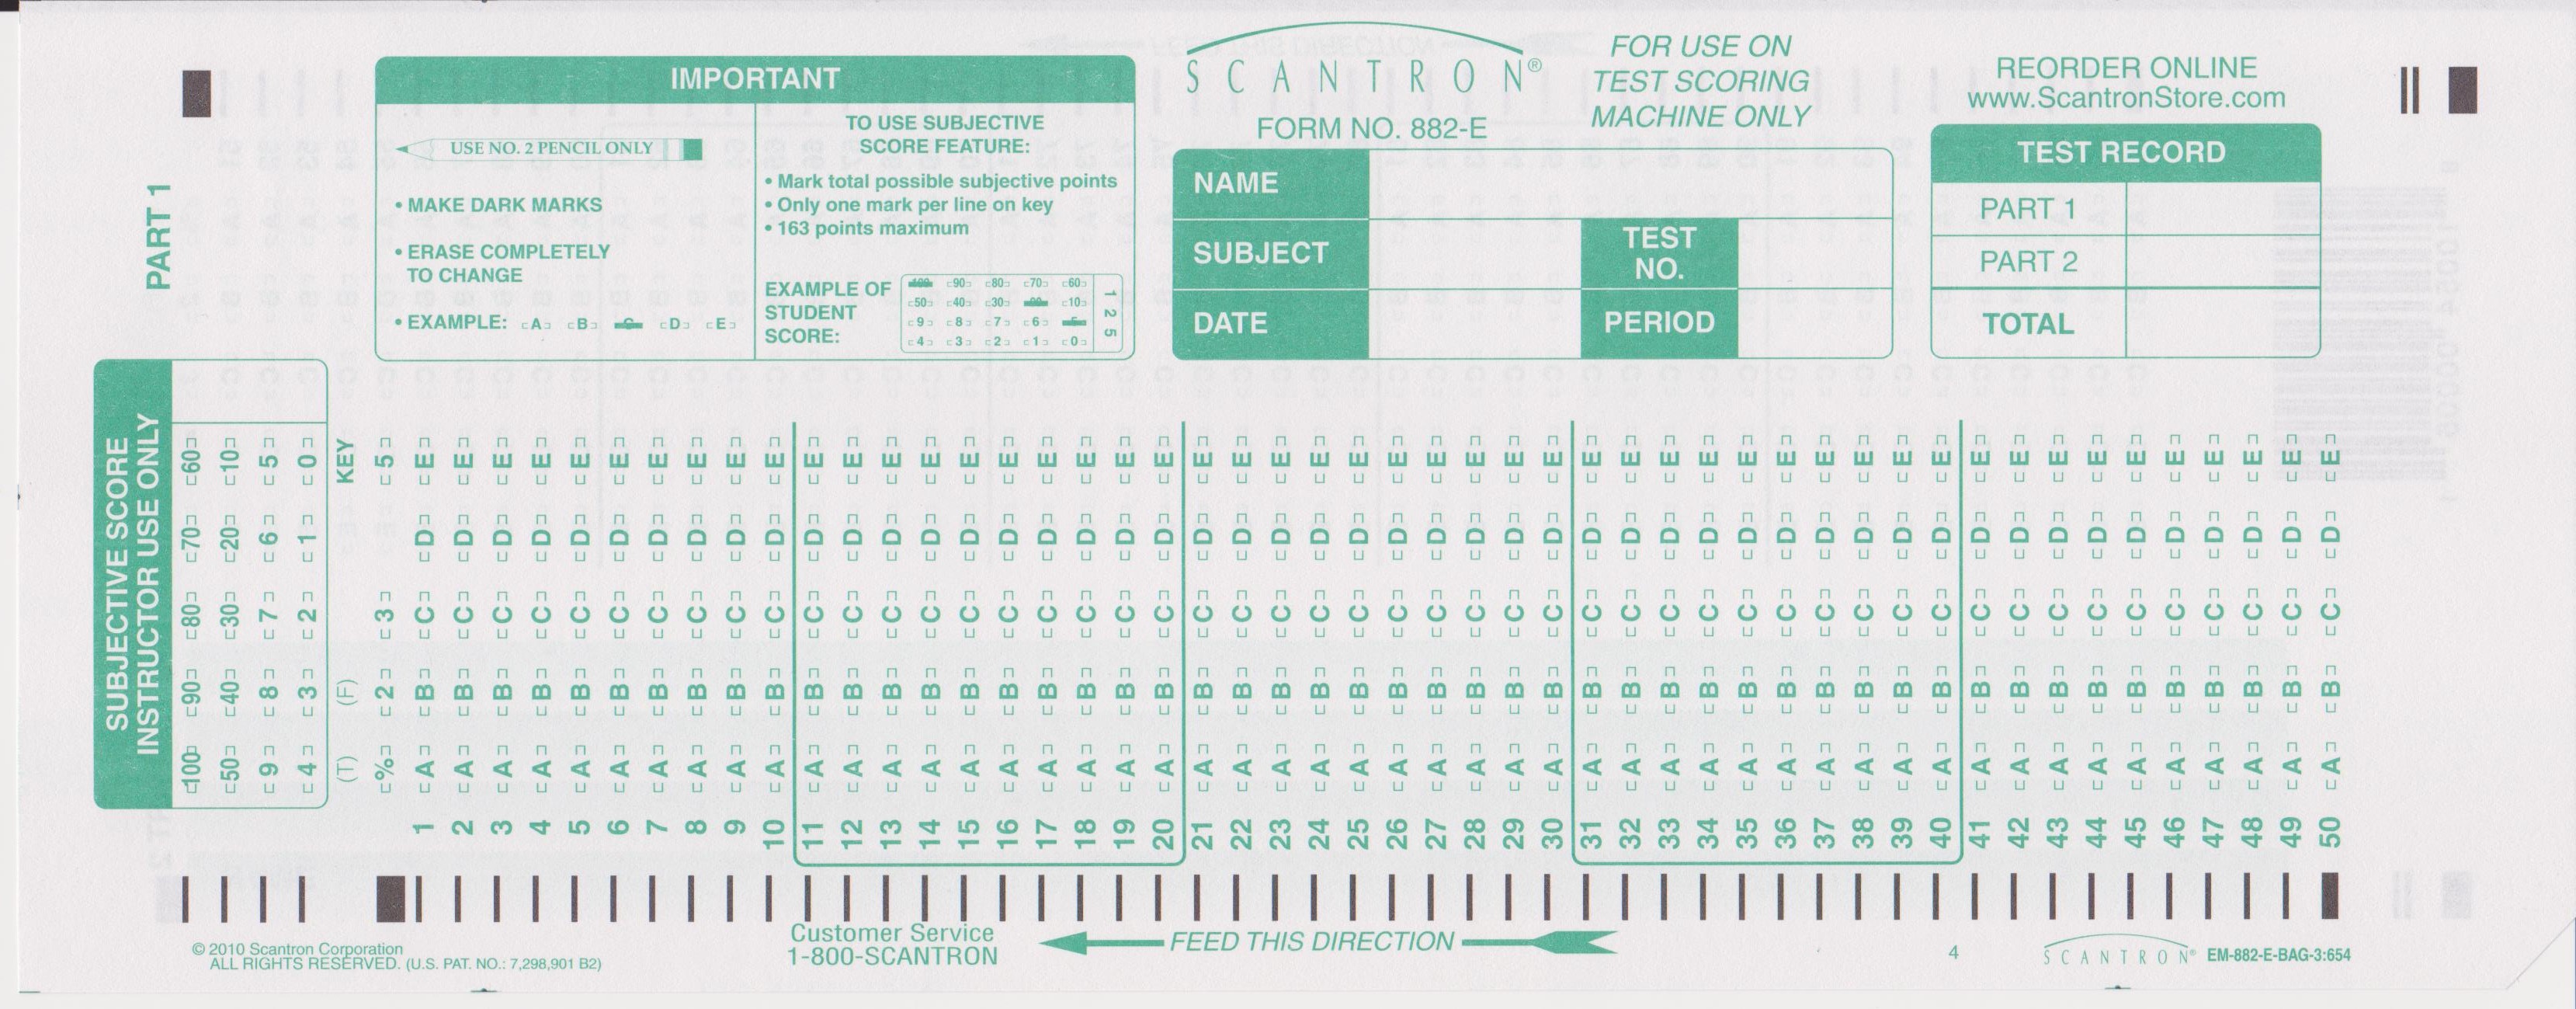 PART 1
IMPORTANT
USE NO. 2 PENCIL ONLY
• MAKE DARK MARKS
• ERASE COMPLETELY
TO CHANGE
• EXAMPLE: A B C D E
TO USE SUBJECTIVE
SCORE FEATURE:
• Mark total possible subjective points
• Only one mark per line on key
• 163 points maximum
EXAMPLE OF
STUDENT
SCORE:
100 90 80 70 60
50 40 30 20 10
9 8 7 6 5
4 3 2 1 0
1 2 5
SCANTRON®
FORM NO. 882-E
FOR USE ON
TEST SCORING
MACHINE ONLY
REORDER ONLINE
www.ScantronStore.com
NAME
SUBJECT
TEST
NO.
DATE
PERIOD
TEST RECORD
PART 1
PART 2
TOTAL
SUBJECTIVE SCORE
INSTRUCTOR USE ONLY
100 90 80 70 60
50 40 30 20 10
9 8 7 6 5
4 3 2 1 0
(T) (F) KEY
% 2 3 5
1 A B C D E
2 A B C D E
3 A B C D E
4 A B C D E
5 A B C D E
6 A B C D E
7 A B C D E
8 A B C D E
9 A B C D E
10 A B C D E
11 A B C D E
12 A B C D E
13 A B C D E
14 A B C D E
15 A B C D E
16 A B C D E
17 A B C D E
18 A B C D E
19 A B C D E
20 A B C D E
21 A B C D E
22 A B C D E
23 A B C D E
24 A B C D E
25 A B C D E
26 A B C D E
27 A B C D E
28 A B C D E
29 A B C D E
30 A B C D E
31 A B C D E
32 A B C D E
33 A B C D E
34 A B C D E
35 A B C D E
36 A B C D E
37 A B C D E
38 A B C D E
39 A B C D E
40 A B C D E
41 A B C D E
42 A B C D E
43 A B C D E
44 A B C D E
45 A B C D E
46 A B C D E
47 A B C D E
48 A B C D E
49 A B C D E
50 A B C D E
© 2010 Scantron Corporation
ALL RIGHTS RESERVED. (U.S. PAT. NO.: 7,298,901 B2)
Customer Service
1-800-SCANTRON
FEED THIS DIRECTION
4
SCANTRON® EM-882-E-BAG-3:654